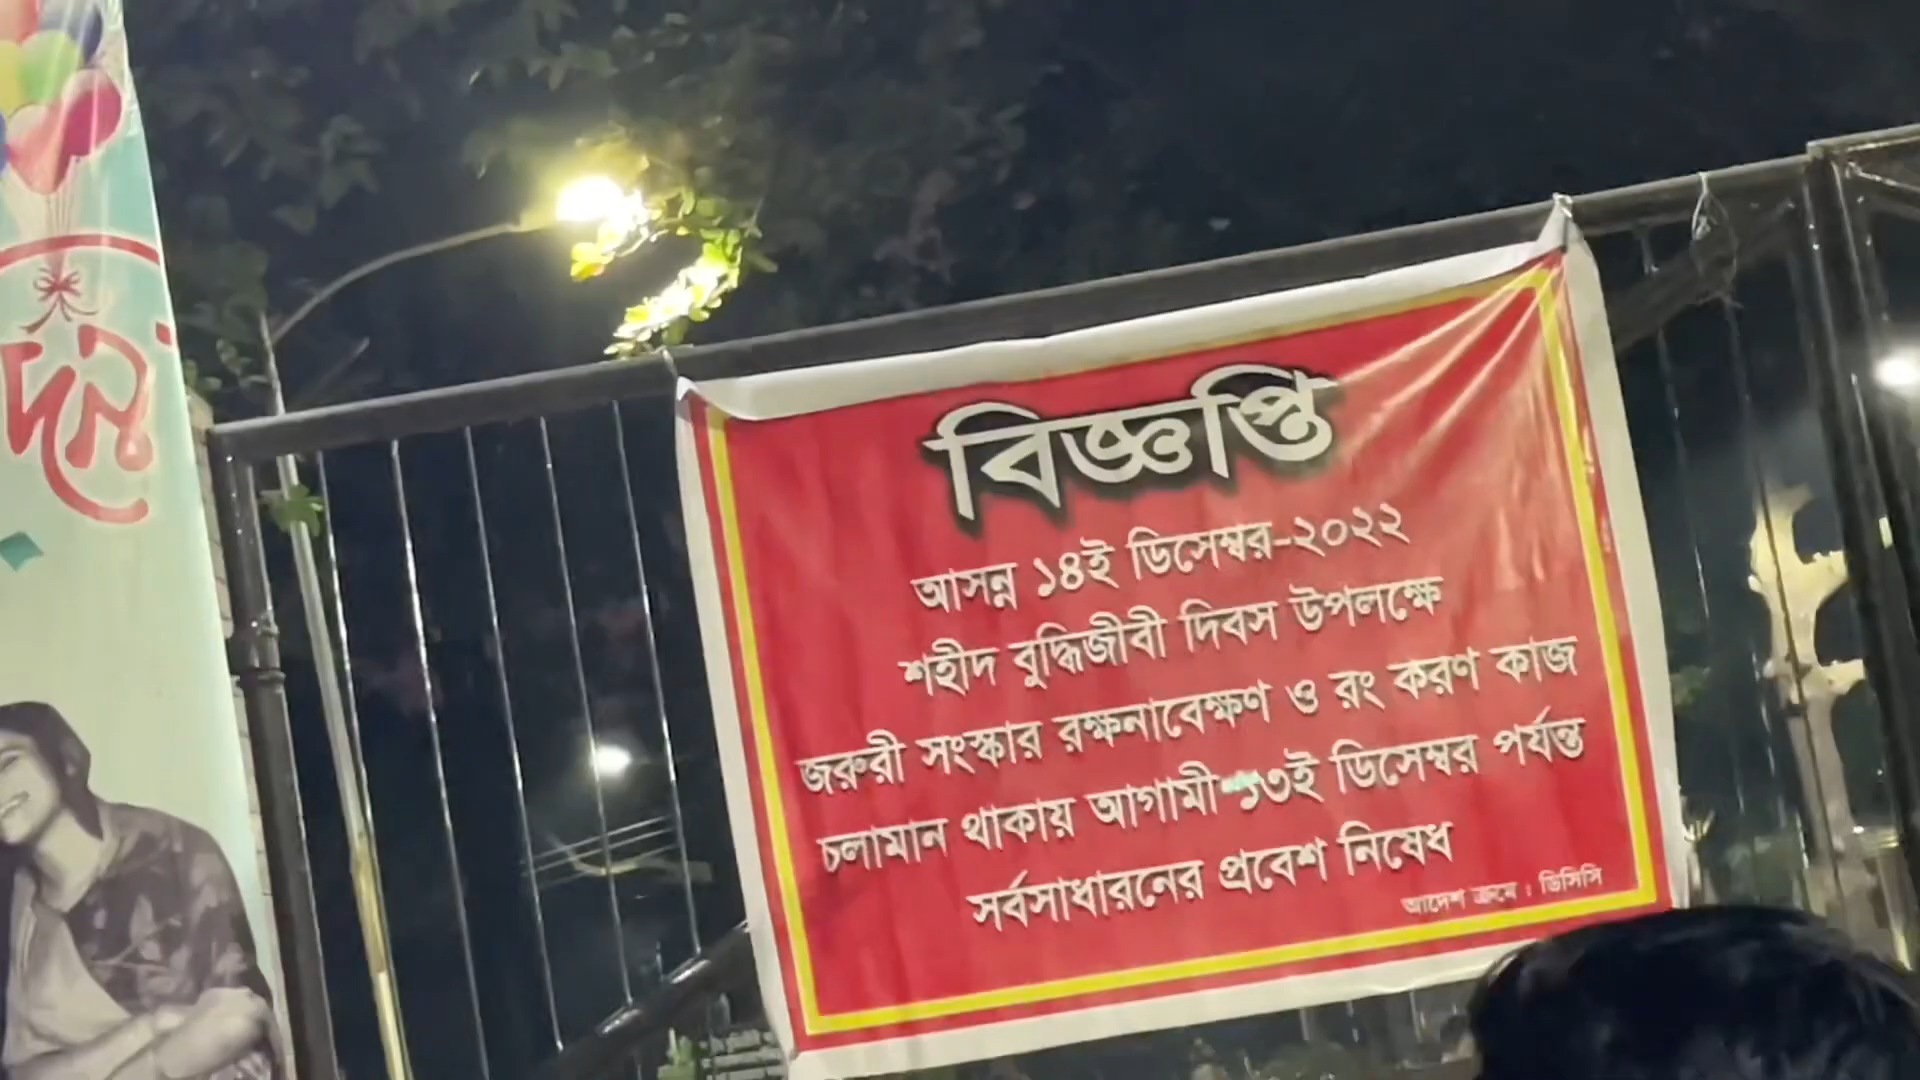 বিজ্ঞপ্তি
আসন্ন ১৪ই ডিসেম্বর-২০২২
শহীদ বুদ্ধিজীবী দিবস উপলক্ষে
জরুরী সংস্কার রক্ষনাবেক্ষণ ও রং করণ কাজ
চলামান থাকায় আগামী ১৩ই ডিসেম্বর পর্যন্ত
সর্বসাধারনের প্রবেশ নিষেধ
আদেশ ক্রমে : ডিসিসি